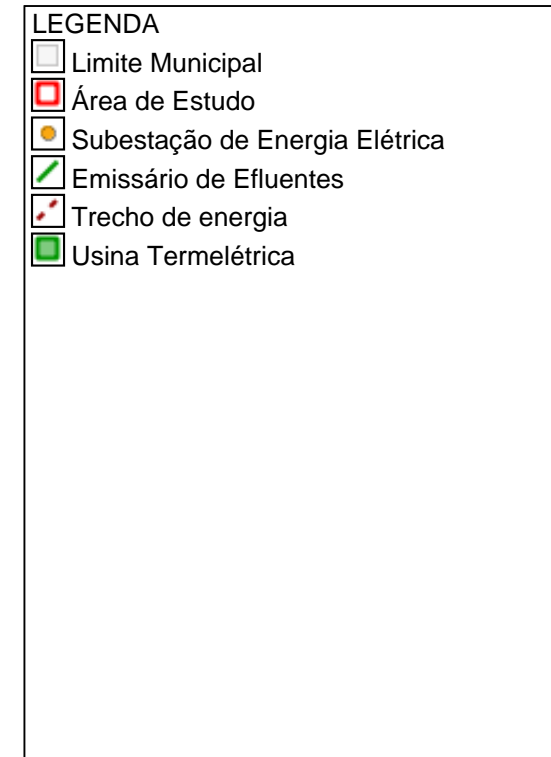 LEGENDA
Limite Municipal
Área de Estudo
Subestação de Energia Elétrica
Emissário de Efluentes
Trecho de energia
Usina Termelétrica